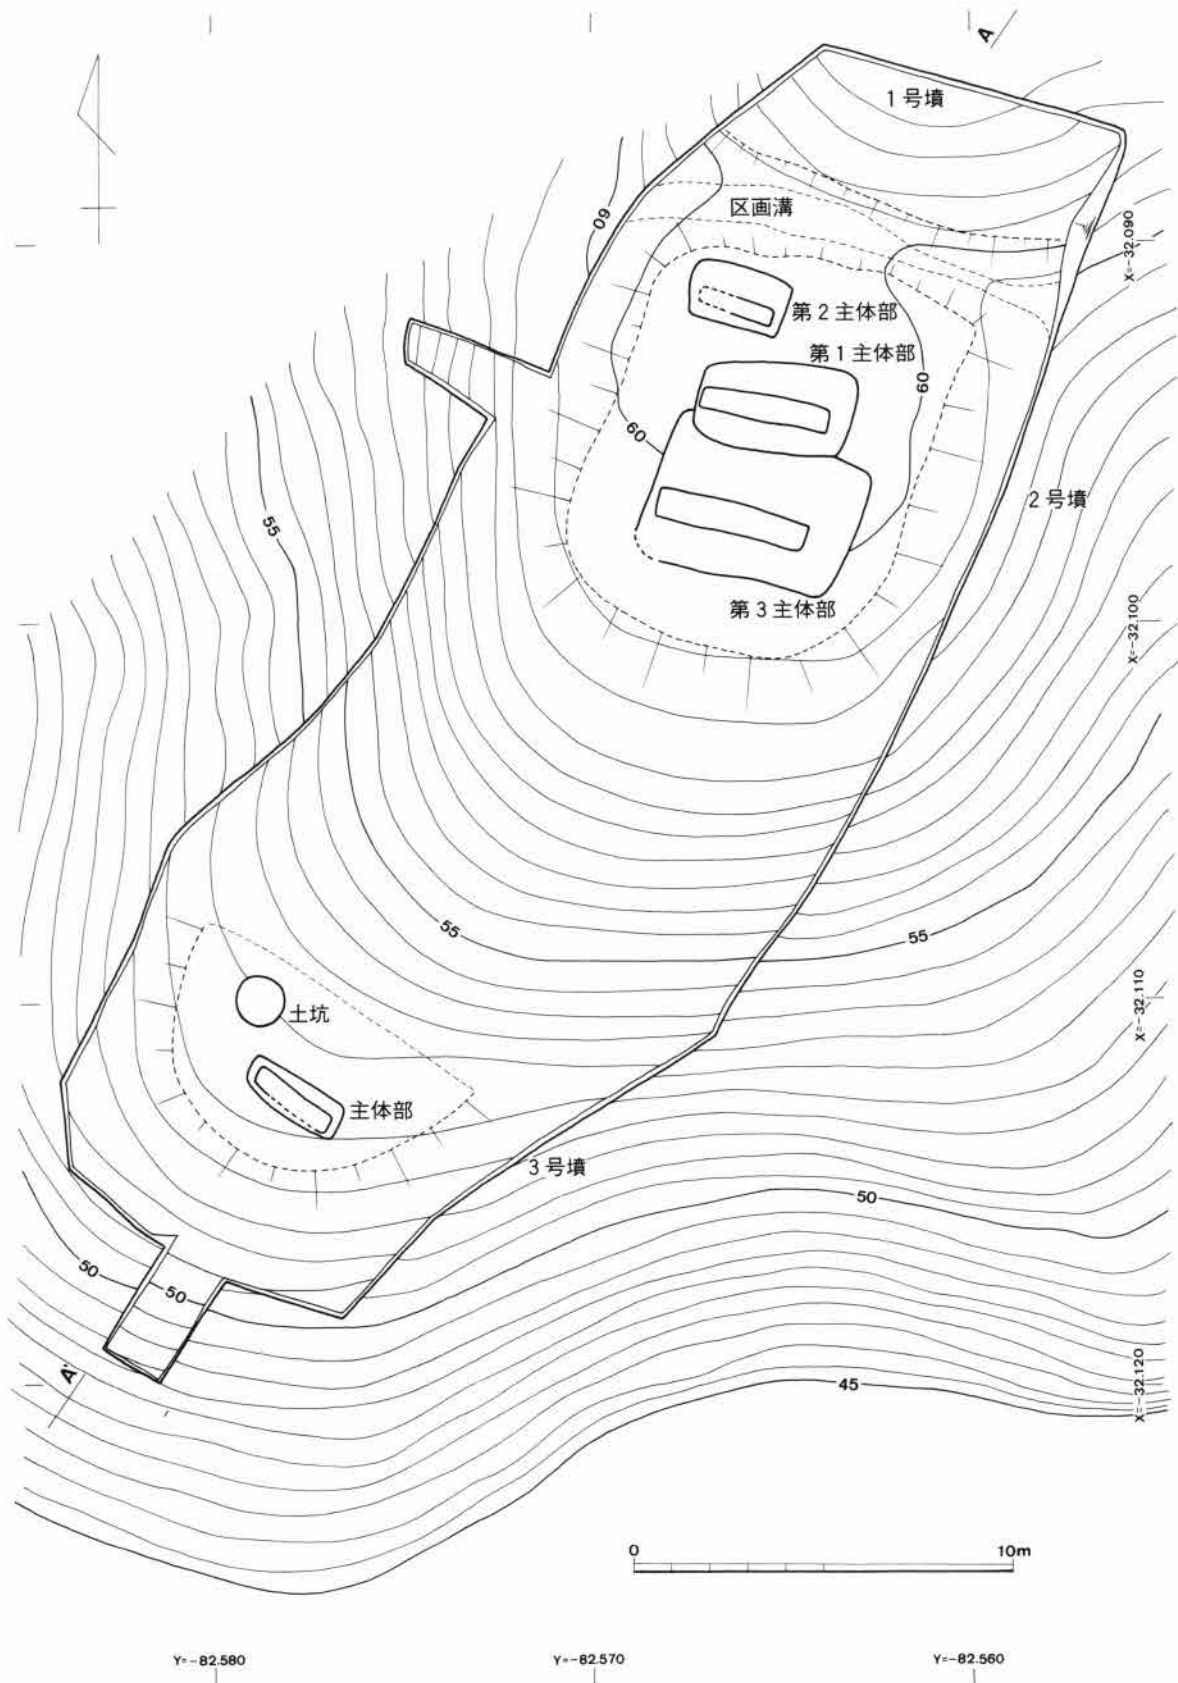 A
1号墳
60
区画溝
X=-32.090
第2主体部
第1主体部
60
60
2号墳
55
第3主体部
X=-32.100
55
55
土坑
X=-32.110
主体部
3号墳
50
50
50
A'
45
X=-32.120
0 10m
Y=-82.580 Y=-82.570 Y=-82.560